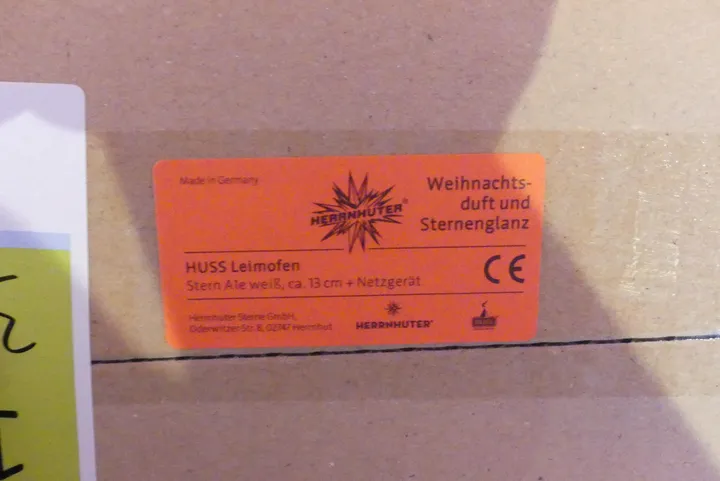 Made in Germany
HERRNHUTER®
Weihnachts-
duft und
Sternenglanz
HUSS Leimofen
Stern A1e weiß, ca. 13 cm + Netzgerät
CE
Herrnhuter Sterne GmbH,
Oderwitzer Str. 8, 02747 Herrnhut
HERRNHUTER®